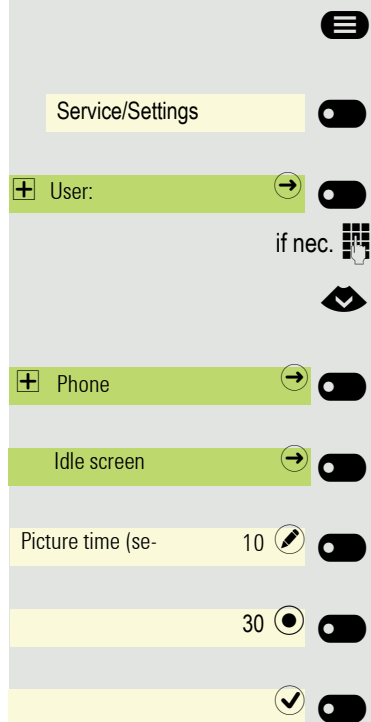 Service/Settings
User:
if nec.
Phone
Idle screen
Picture time (se- 10
30